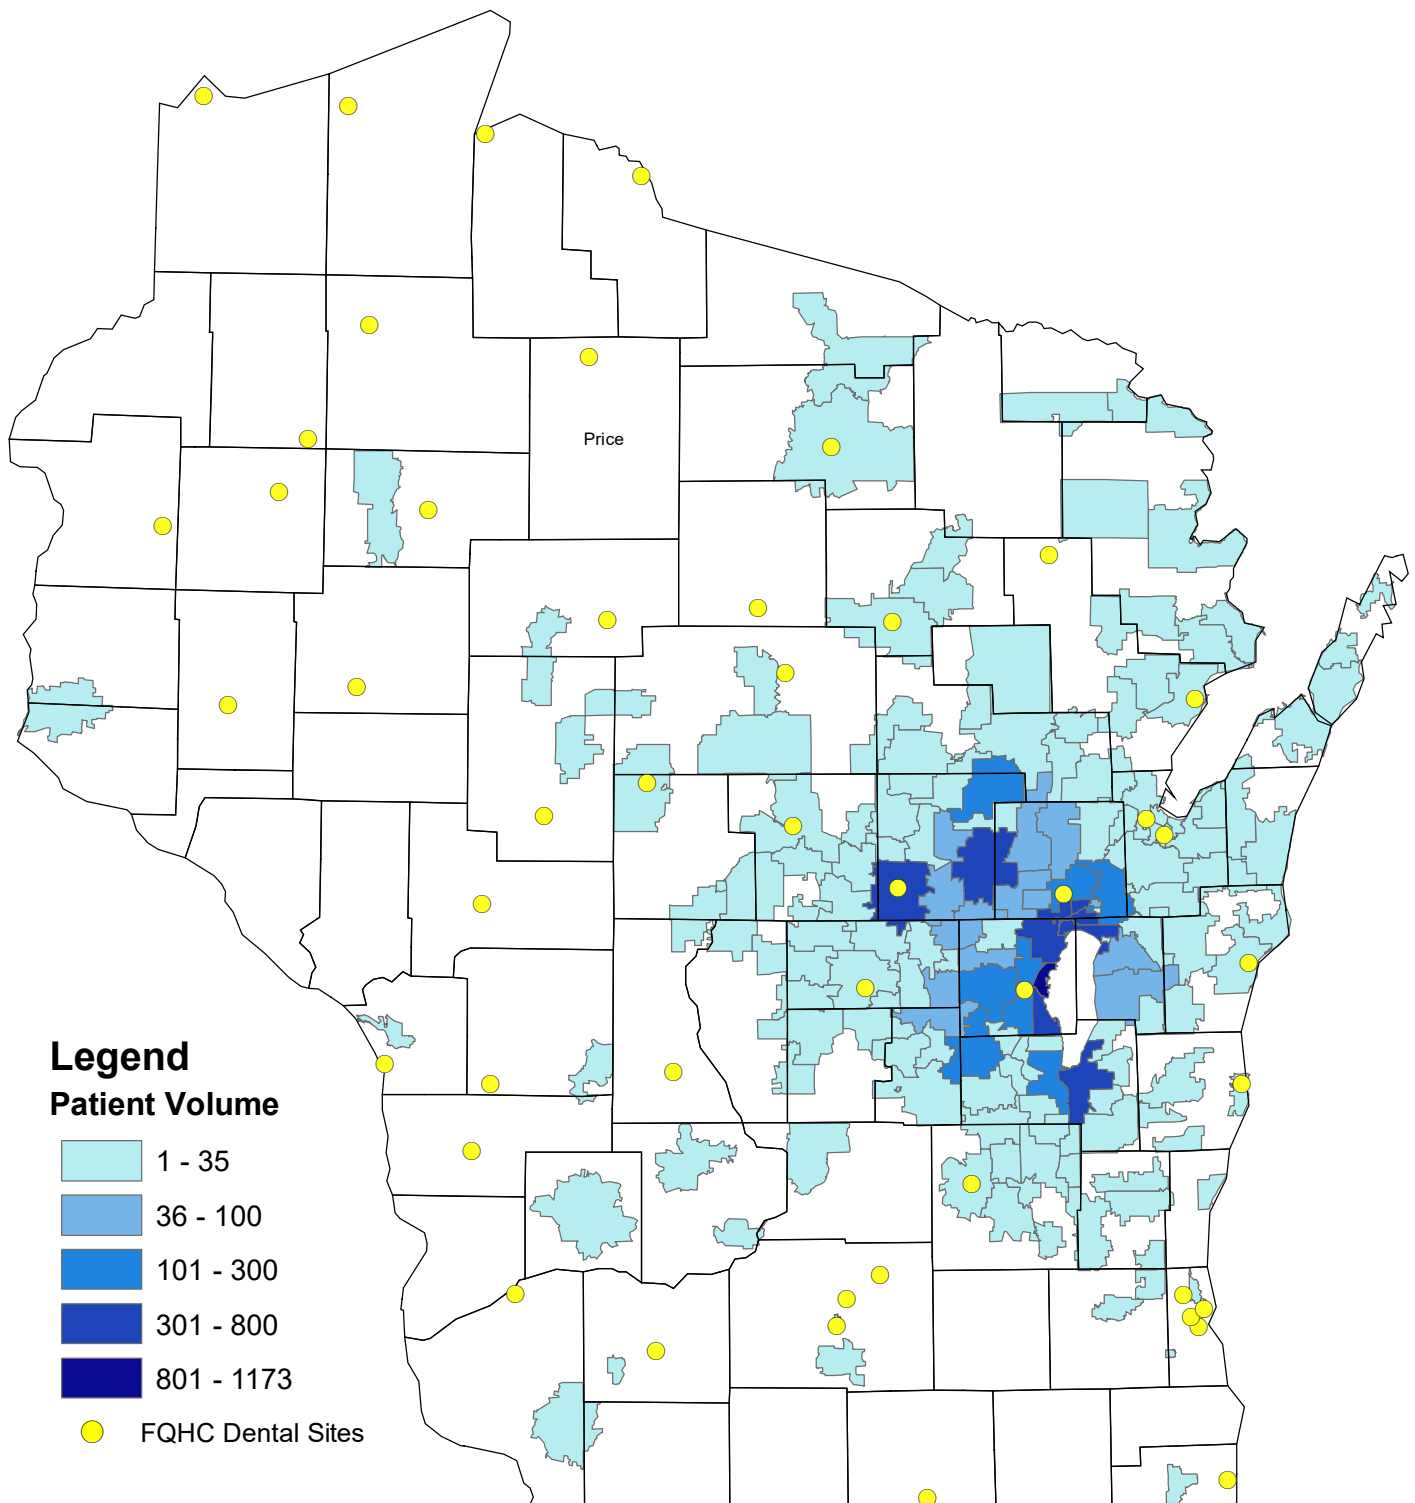 Price
Legend
Patient Volume
1 - 35
36 - 100
101 - 300
301 - 800
801 - 1173
FQHC Dental Sites